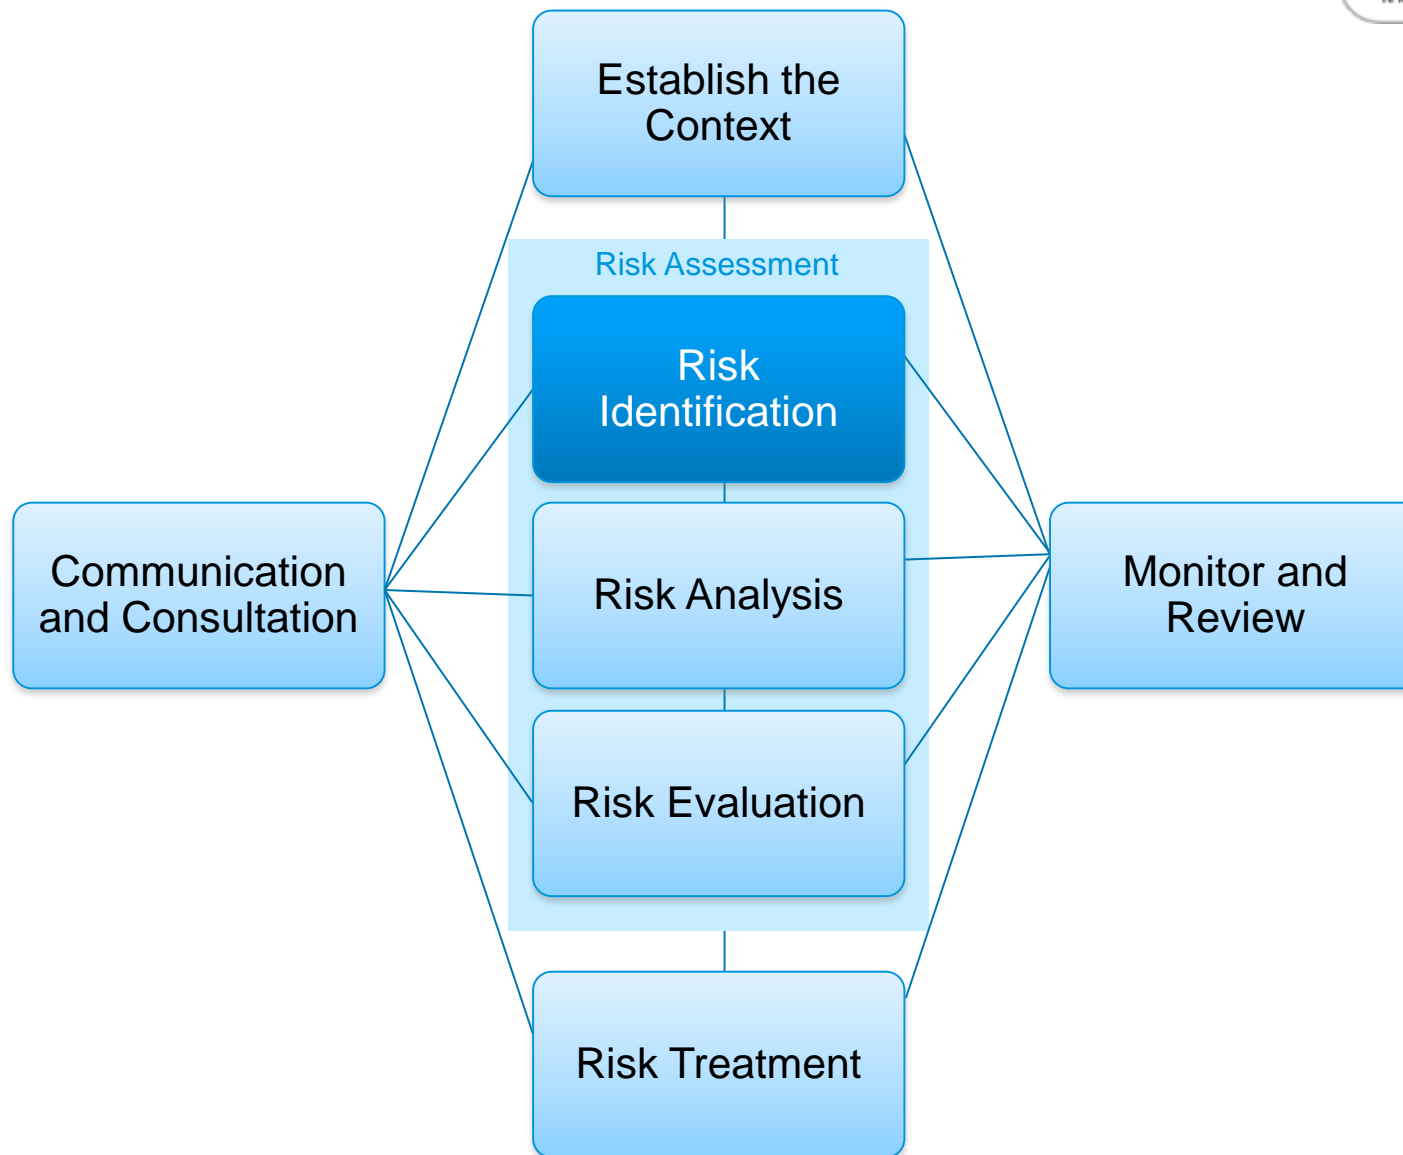 Establish the
Context
Risk Assessment
Risk
Identification
Communication
and Consultation
Risk Analysis
Monitor and
Review
Risk Evaluation
Risk Treatment